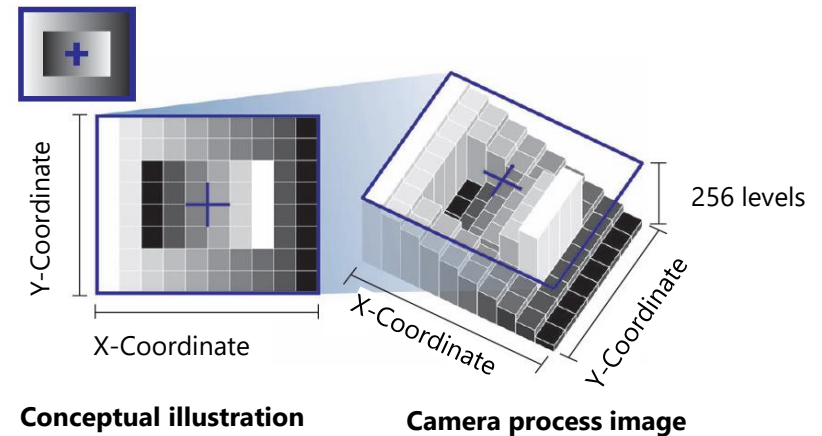 Y-Coordinate
X-Coordinate
256 levels
X-Coordinate
Y-Coordinate
Conceptual illustration
Camera process image